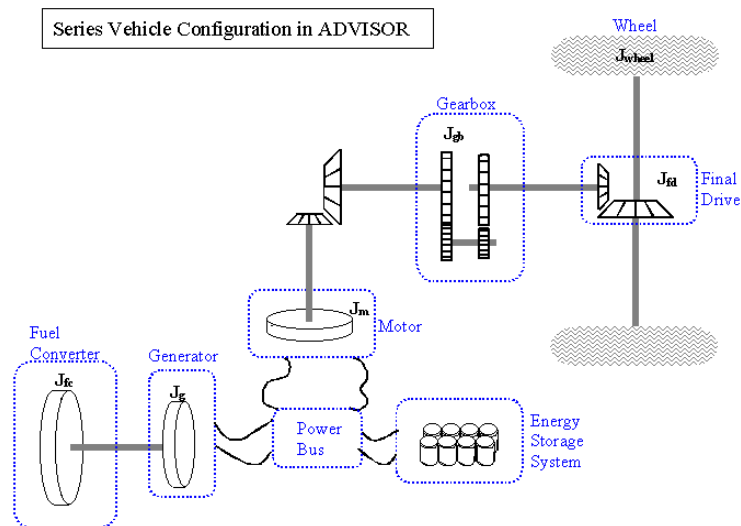 Series Vehicle Configuration in ADVISOR
Wheel
Jwheel
Gearbox
Jgb
Jfd
Final
Drive
Jm
Motor
Fuel
Converter
Jfc
Generator
Jg
Power
Bus
Energy
Storage
System